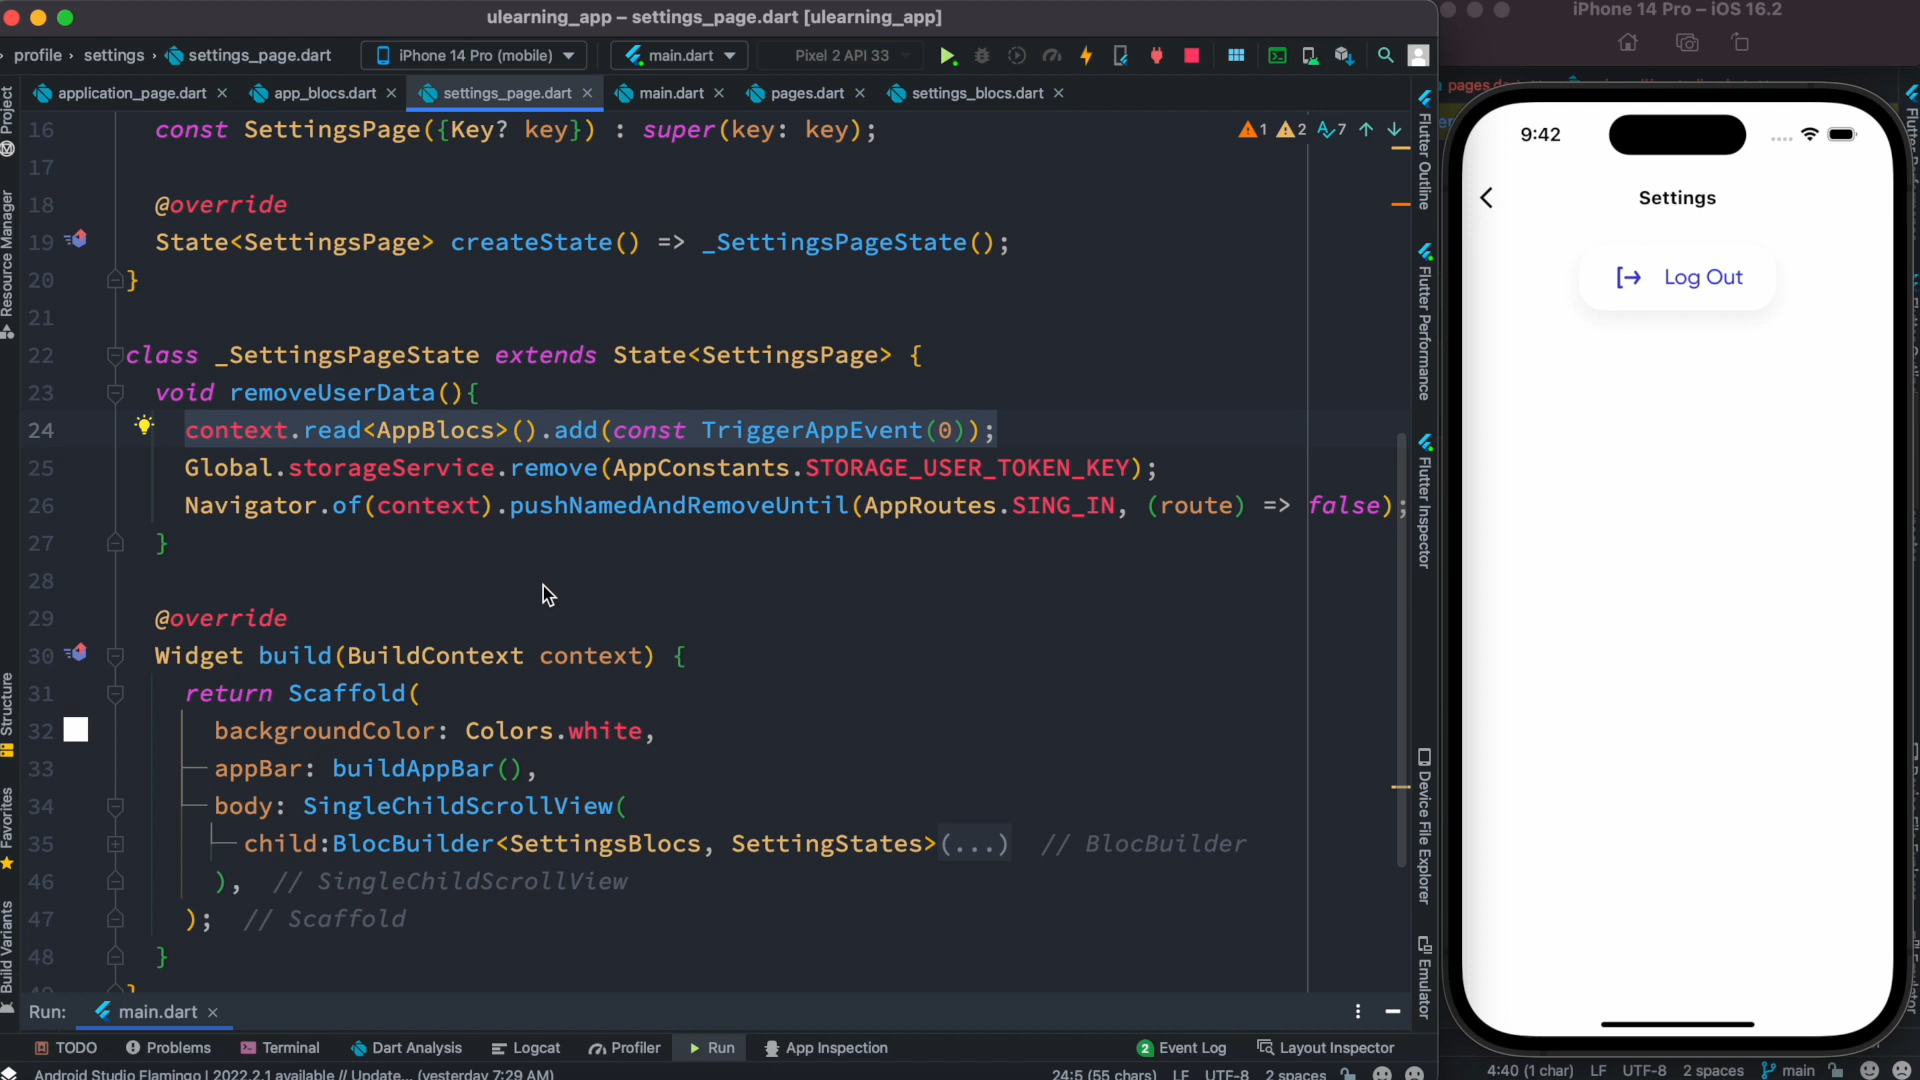 ulearning_app – settings_page.dart [ulearning_app]
profile › settings › settings_page.dart
iPhone 14 Pro (mobile)
main.dart
Pixel 2 API 33
application_page.dart
app_blocs.dart
settings_page.dart
main.dart
pages.dart
settings_blocs.dart
16 const SettingsPage({Key? key}) : super(key: key);
1 2 7
17
18 @override
19 State<SettingsPage> createState() => _SettingsPageState();
20 }
21
22 class _SettingsPageState extends State<SettingsPage> {
23 void removeUserData(){
24 context.read<AppBlocs>().add(const TriggerAppEvent(0));
25 Global.storageService.remove(AppConstants.STORAGE_USER_TOKEN_KEY);
26 Navigator.of(context).pushNamedAndRemoveUntil(AppRoutes.SING_IN, (route) => false);
27 }
28
29 @override
30 Widget build(BuildContext context) {
31 return Scaffold(
32 backgroundColor: Colors.white,
33 appBar: buildAppBar(),
34 body: SingleChildScrollView(
35 child:BlocBuilder<SettingsBlocs, SettingStates>(...) // BlocBuilder
46 ), // SingleChildScrollView
47 ); // Scaffold
48 }
49 }
Project
Resource Manager
Structure
Favorites
Build Variants
Flutter Outline
Flutter Performance
Flutter Inspector
Device File Explorer
Emulator
Run: main.dart
TODO
Problems
Terminal
Dart Analysis
Logcat
Profiler
Run
App Inspection
2 Event Log
Layout Inspector
Android Studio Flamingo | 2022.2.1 available // Update... (yesterday 7:29 AM)
24:5 (55 chars) LF UTF-8 2 spaces
iPhone 14 Pro – iOS 16.2
9:42
Settings
Log Out
4:40 (1 char) LF UTF-8 2 spaces main